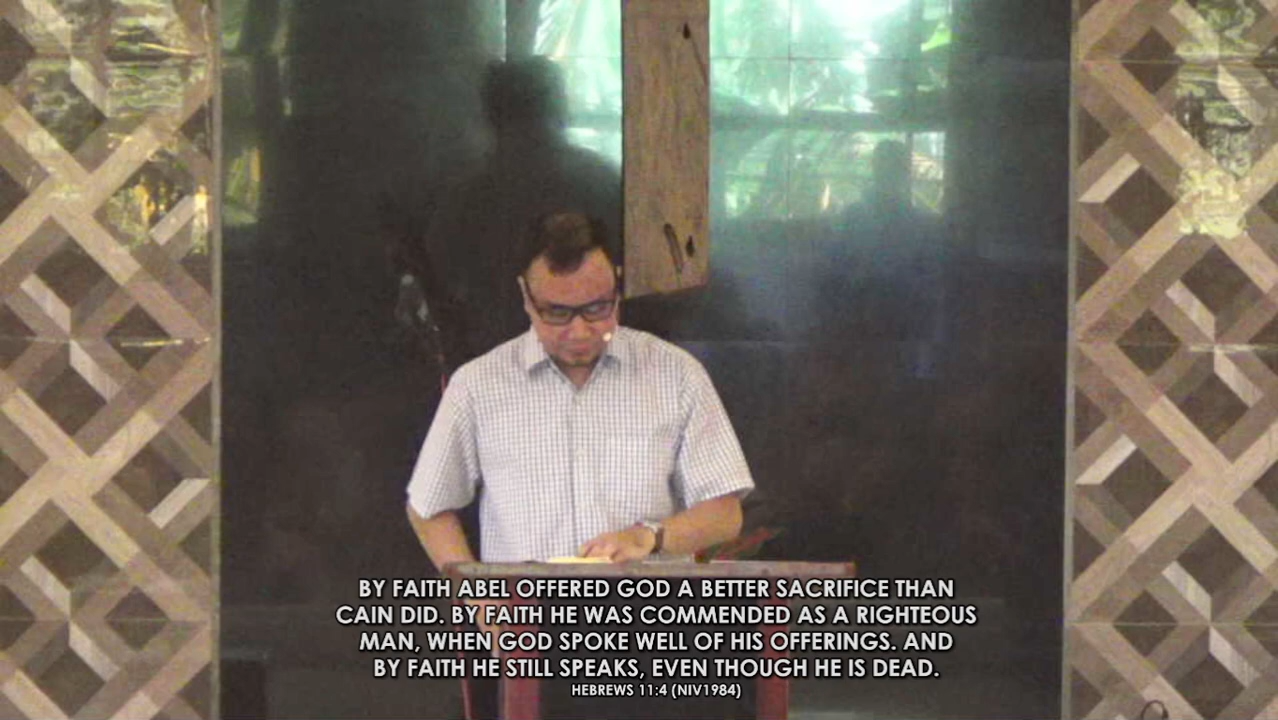 BY FAITH ABEL OFFERED GOD A BETTER SACRIFICE THAN
CAIN DID. BY FAITH HE WAS COMMENDED AS A RIGHTEOUS
MAN, WHEN GOD SPOKE WELL OF HIS OFFERINGS. AND
BY FAITH HE STILL SPEAKS, EVEN THOUGH HE IS DEAD.
HEBREWS 11:4 (NIV1984)